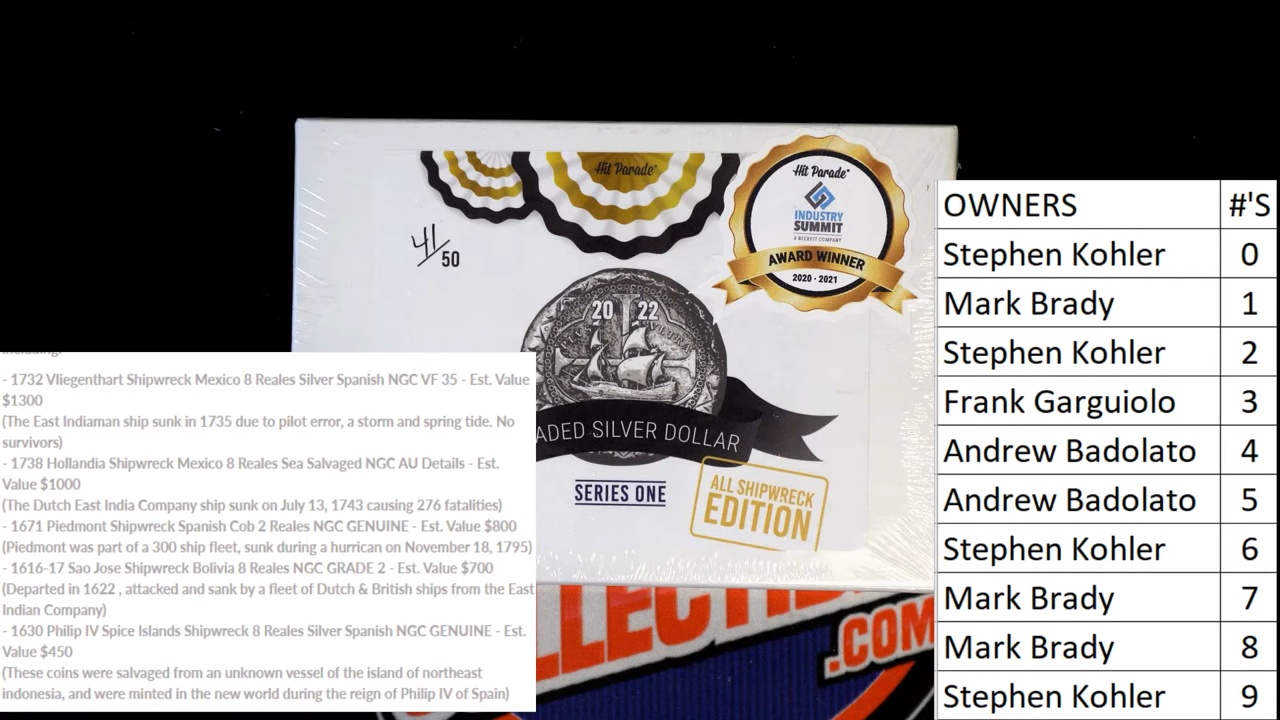 Hit Parade®
Hit Parade®
INDUSTRY
SUMMIT
A BECKETT COMPANY
AWARD WINNER
2020 · 2021
41/50
20 22
ADED SILVER DOLLAR
SERIES ONE
ALL SHIPWRECK
EDITION
including:
- 1732 Vliegenthart Shipwreck Mexico 8 Reales Silver Spanish NGC VF 35 - Est. Value
$1300
(The East Indiaman ship sunk in 1735 due to pilot error, a storm and spring tide. No
survivors)
- 1738 Hollandia Shipwreck Mexico 8 Reales Sea Salvaged NGC AU Details - Est.
Value $1000
(The Dutch East India Company ship sunk on July 13, 1743 causing 276 fatalities)
- 1671 Piedmont Shipwreck Spanish Cob 2 Reales NGC GENUINE - Est. Value $800
(Piedmont was part of a 300 ship fleet, sunk during a hurrican on November 18, 1795)
- 1616-17 Sao Jose Shipwreck Bolivia 8 Reales NGC GRADE 2 - Est. Value $700
(Departed in 1622 , attacked and sank by a fleet of Dutch & British ships from the East
Indian Company)
- 1630 Philip IV Spice Islands Shipwreck 8 Reales Silver Spanish NGC GENUINE - Est.
Value $450
(These coins were salvaged from an unknown vessel of the island of northeast
indonesia, and were minted in the new world during the reign of Philip IV of Spain)
OWNERS #'S
Stephen Kohler 0
Mark Brady 1
Stephen Kohler 2
Frank Garguiolo 3
Andrew Badolato 4
Andrew Badolato 5
Stephen Kohler 6
Mark Brady 7
Mark Brady 8
Stephen Kohler 9
LLECTIB
.COM